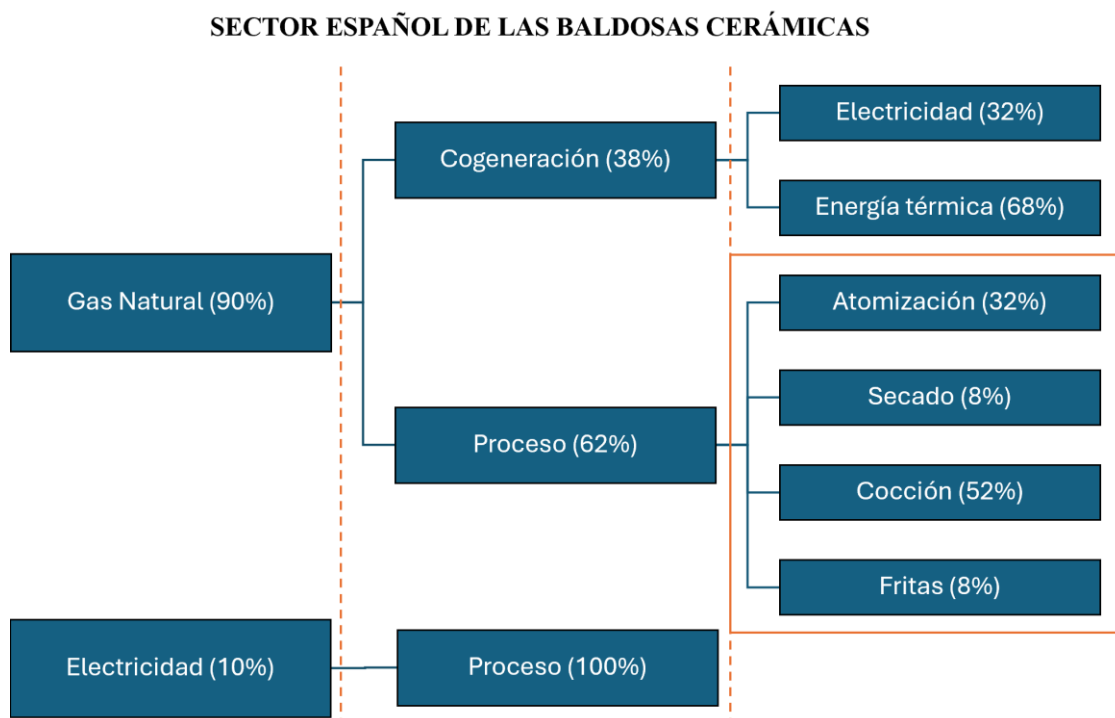 SECTOR ESPAÑOL DE LAS BALDOSAS CERÁMICAS
Gas Natural (90%)
Cogeneración (38%)
Electricidad (32%)
Energía térmica (68%)
Proceso (62%)
Atomización (32%)
Secado (8%)
Cocción (52%)
Fritas (8%)
Electricidad (10%)
Proceso (100%)